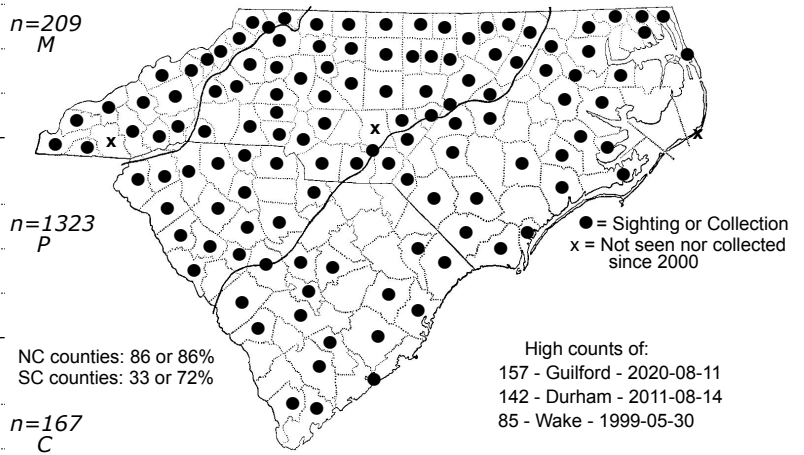 n=209
M
n=1323
P
n=167
C
x
x
● = Sighting or Collection
x = Not seen nor collected
since 2000
NC counties: 86 or 86%
SC counties: 33 or 72%
High counts of:
157 - Guilford - 2020-08-11
142 - Durham - 2011-08-14
85 - Wake - 1999-05-30
x